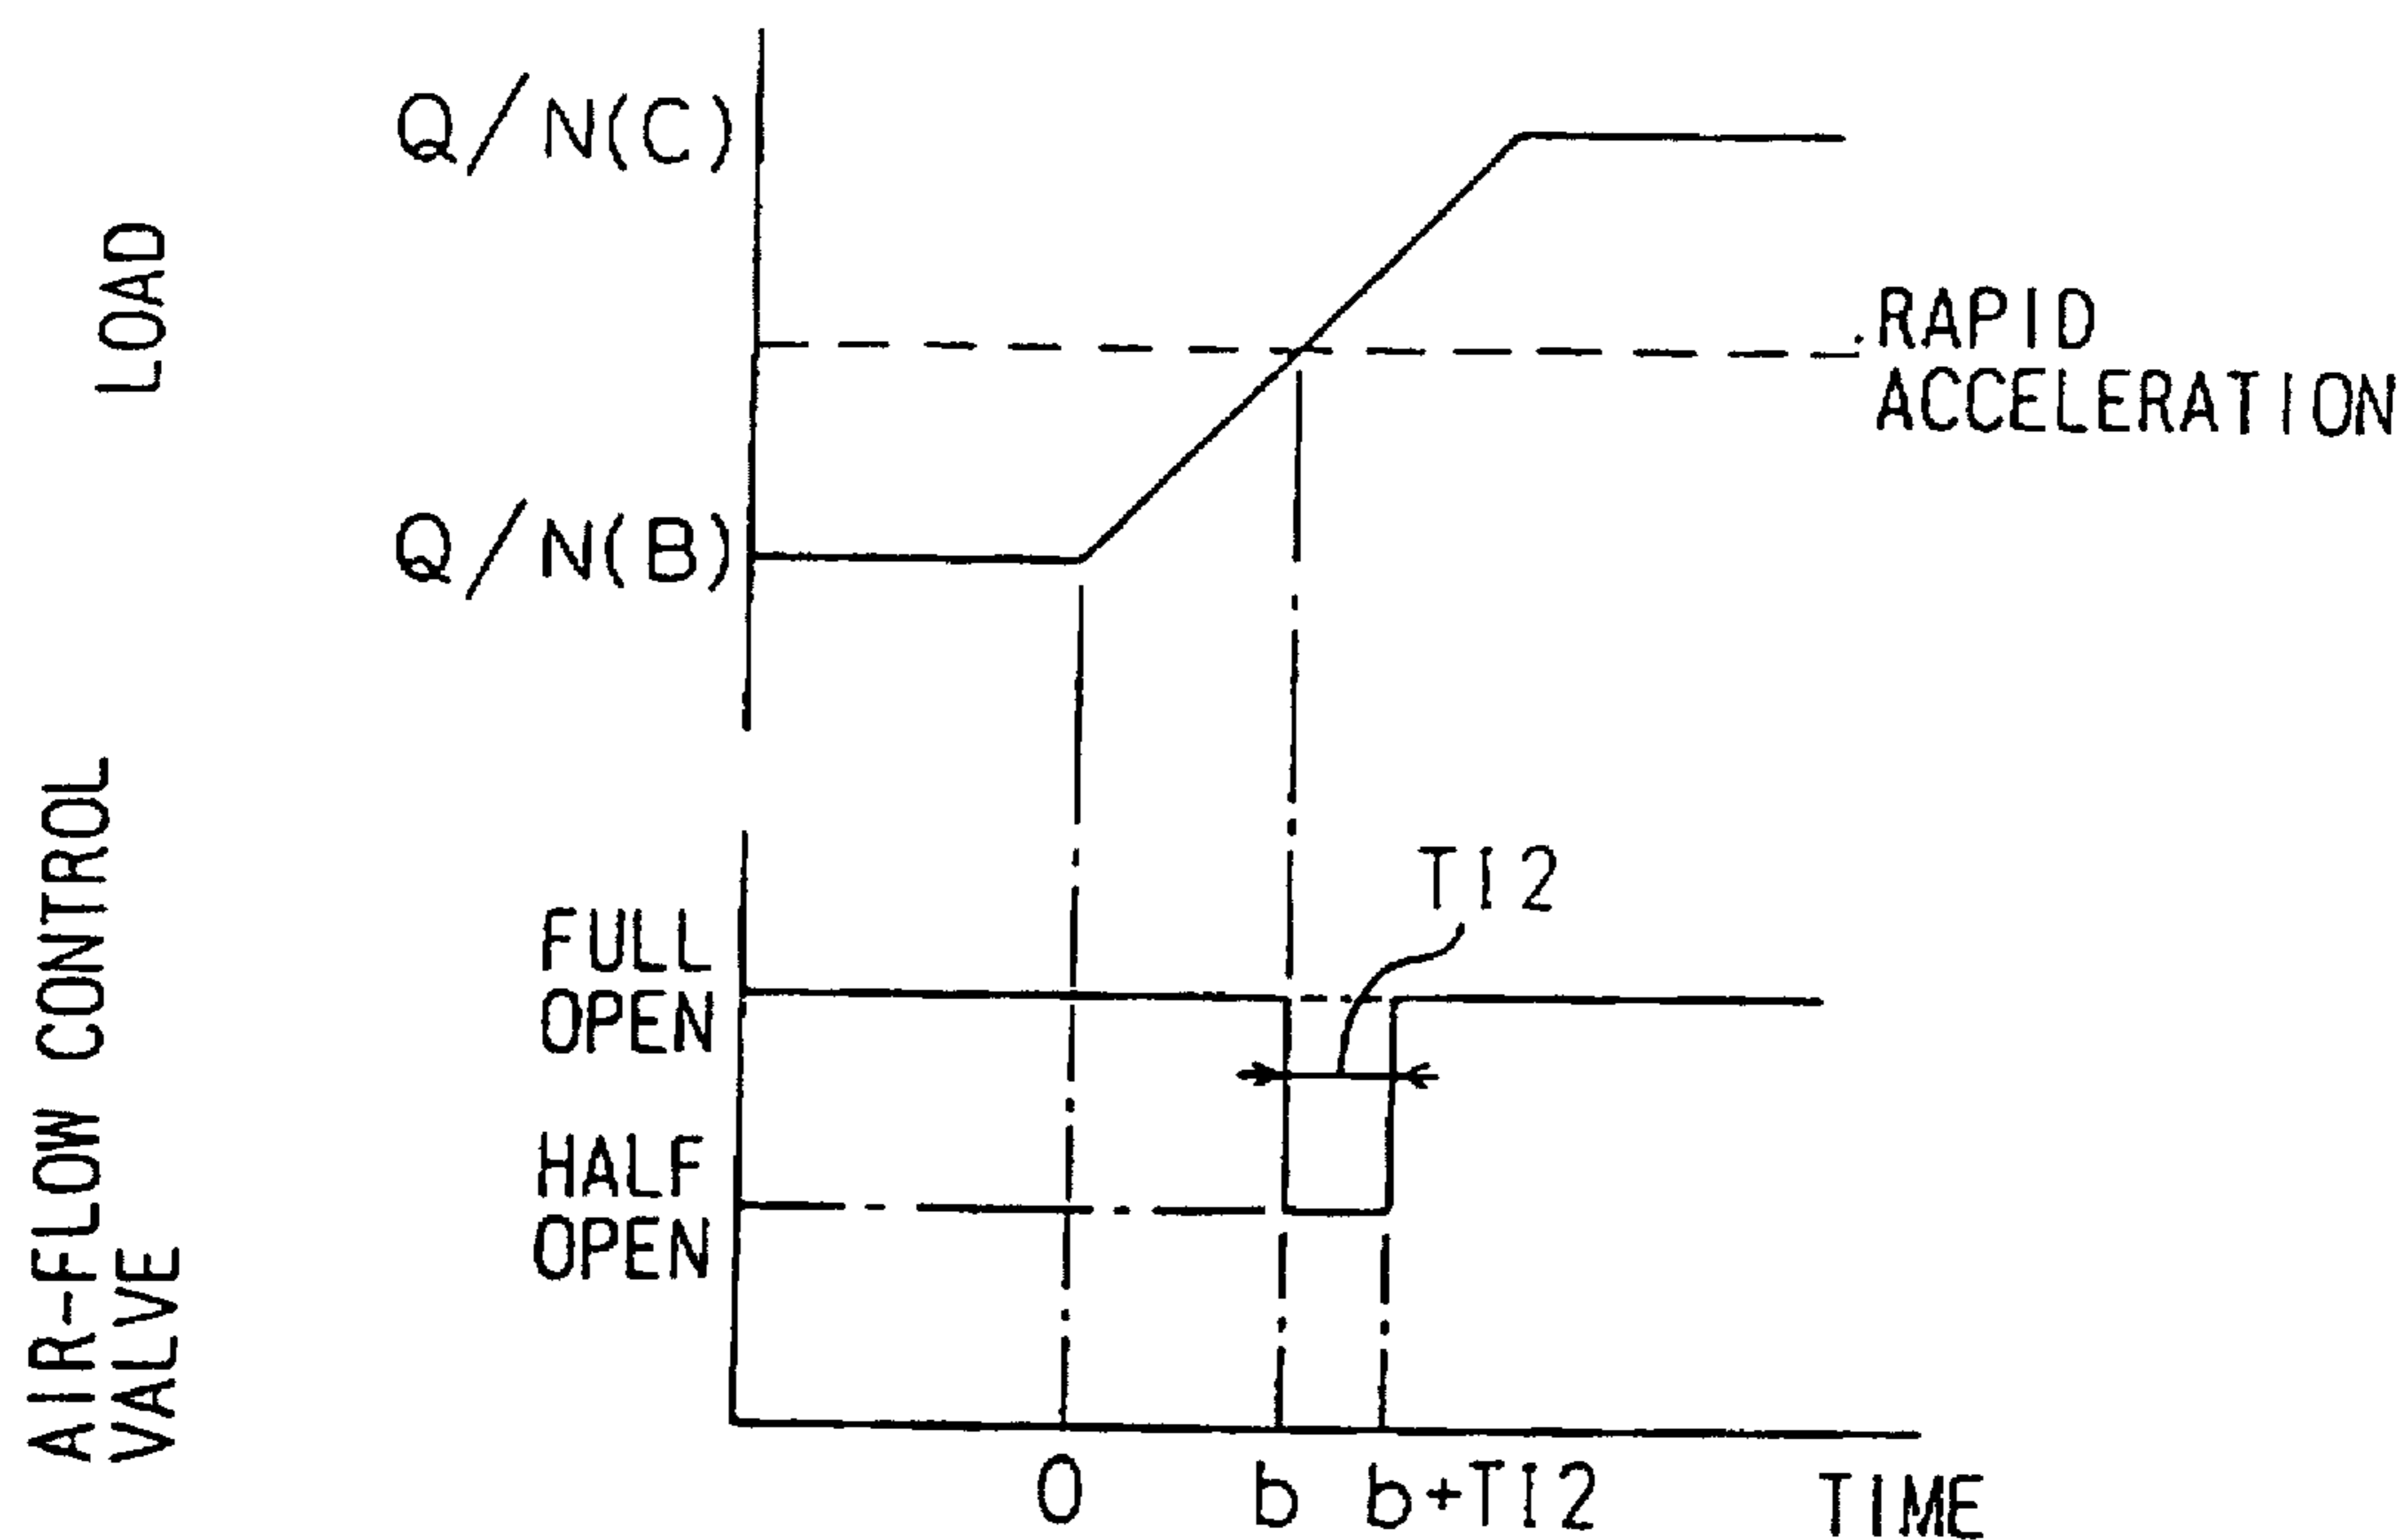 LOAD
Q/N(C)
RAPID
ACCELERATION
Q/N(B)
AIR-FLOW CONTROL
VALVE
FULL
OPEN
TI2
HALF
OPEN
0
b
b+TI2
TIME